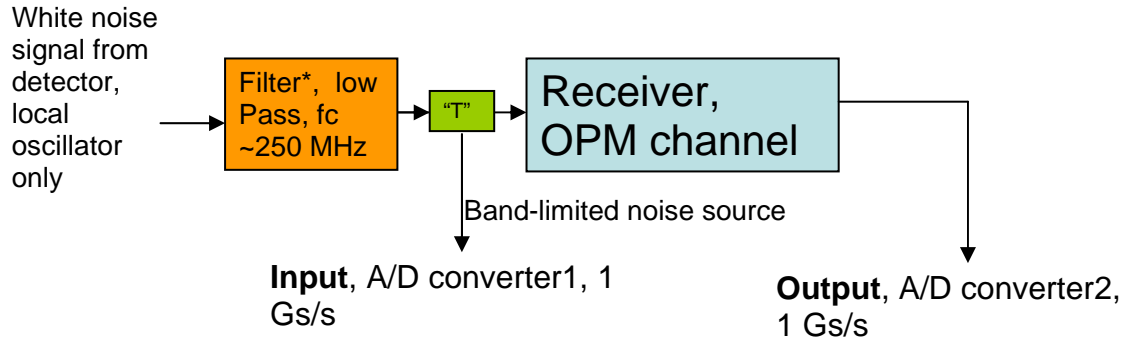 White noise
signal from
detector,
local
oscillator
only
Filter*, low
Pass, fc
~250 MHz
“T”
Receiver,
OPM channel
Band-limited noise source
Input, A/D converter1, 1
Gs/s
Output, A/D converter2,
1 Gs/s